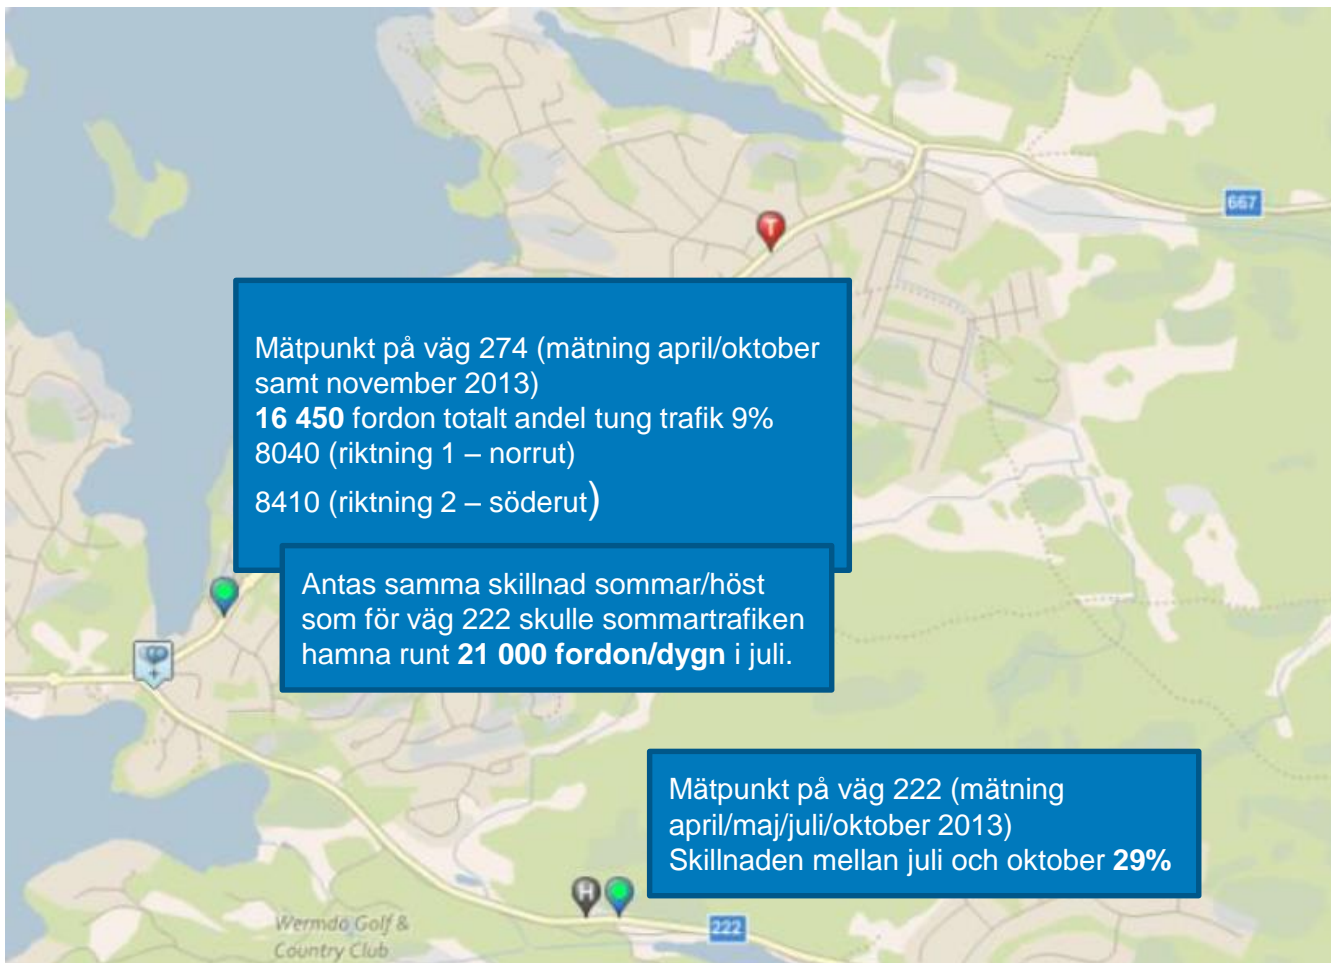 667
T
Mätpunkt på väg 274 (mätning april/oktober
samt november 2013)
16 450 fordon totalt andel tung trafik 9%
8040 (riktning 1 – norrut)
8410 (riktning 2 – söderut)
Antas samma skillnad sommar/höst
som för väg 222 skulle sommartrafiken
hamna runt 21 000 fordon/dygn i juli.
Mätpunkt på väg 222 (mätning
april/maj/juli/oktober 2013)
Skillnaden mellan juli och oktober 29%
H
222
Wermdö Golf &
Country Club